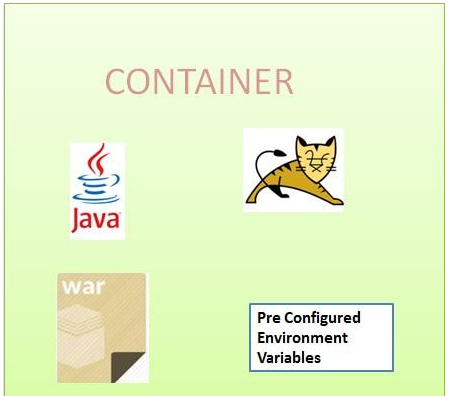 CONTAINER
Java
war
Pre Configured
Environment
Variables